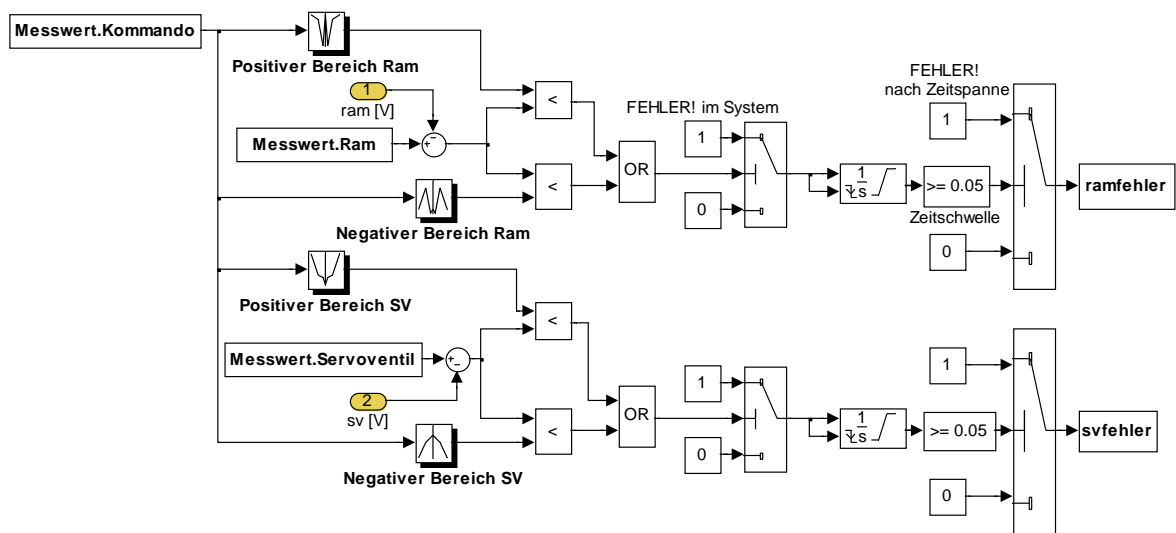 Messwert.Kommando
Positiver Bereich Ram
1
ram [V]
Messwert.Ram
+
−
<
<
Negativer Bereich Ram
OR
FEHLER! im System
1
0
1
s
>= 0.05
Zeitschwelle
FEHLER!
nach Zeitspanne
1
0
ramfehler
Positiver Bereich SV
Messwert.Servoventil
+
−
2
sv [V]
<
<
Negativer Bereich SV
OR
1
0
1
s
>= 0.05
1
0
svfehler